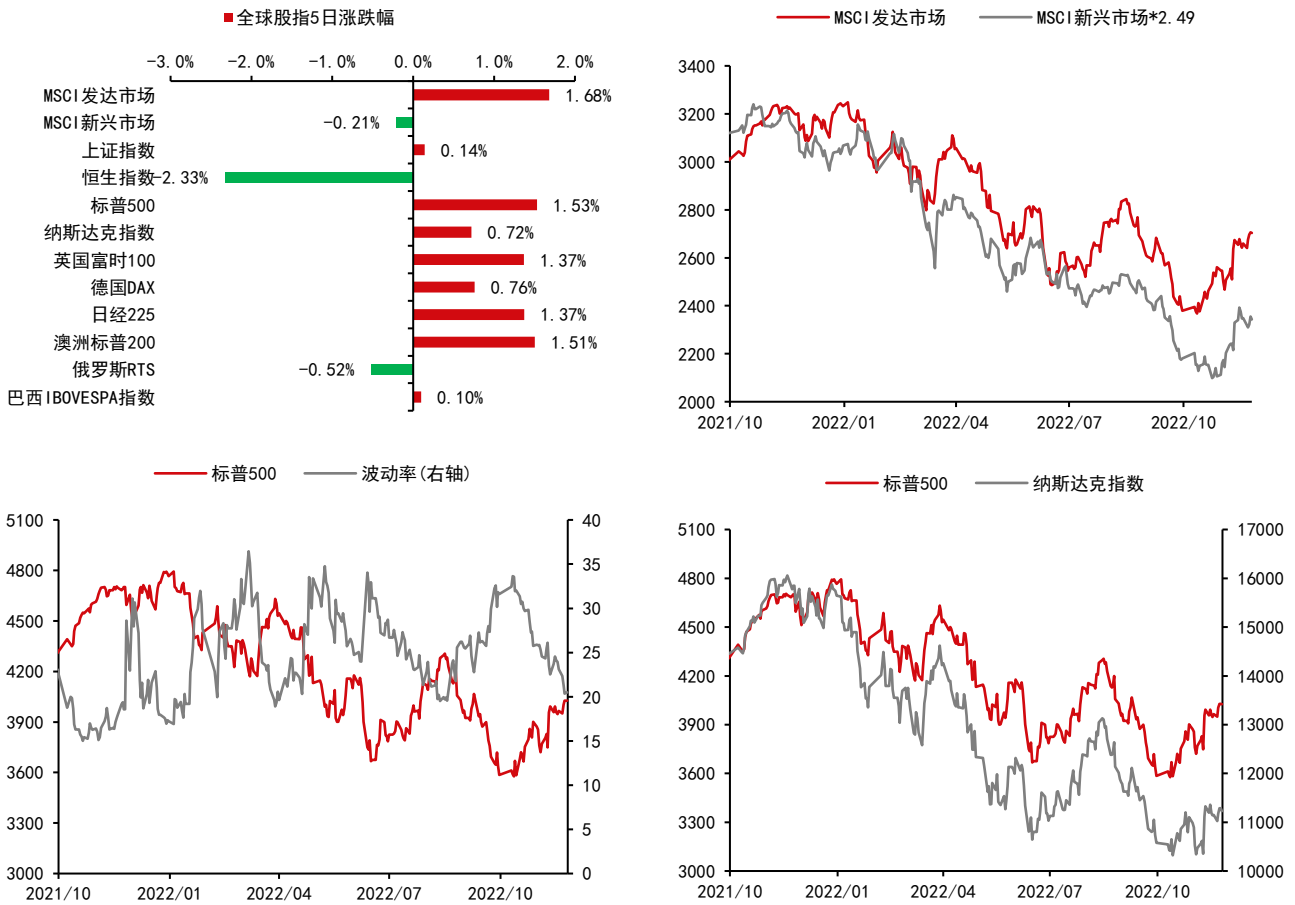 全球股指5日涨跌幅
-3.0% -2.0% -1.0% 0.0% 1.0% 2.0%
MSCI发达市场 1.68%
MSCI新兴市场 -0.21%
上证指数 0.14%
恒生指数 -2.33%
标普500 1.53%
纳斯达克指数 0.72%
英国富时100 1.37%
德国DAX 0.76%
日经225 1.37%
澳洲标普200 1.51%
俄罗斯RTS -0.52%
巴西IBOVESPA指数 0.10%
MSCI发达市场 MSCI新兴市场*2.49
3400
3200
3000
2800
2600
2400
2200
2000
2021/10 2022/01 2022/04 2022/07 2022/10
标普500 波动率(右轴)
5100 40
4800 35
4500 30
4200 25
3900 20
3600 15
3300 10
3000 5
0
2021/10 2022/01 2022/04 2022/07 2022/10
标普500 纳斯达克指数
5100 17000
4800 16000
4500 15000
4200 14000
3900 13000
3600 12000
3300 11000
3000 10000
2021/10 2022/01 2022/04 2022/07 2022/10